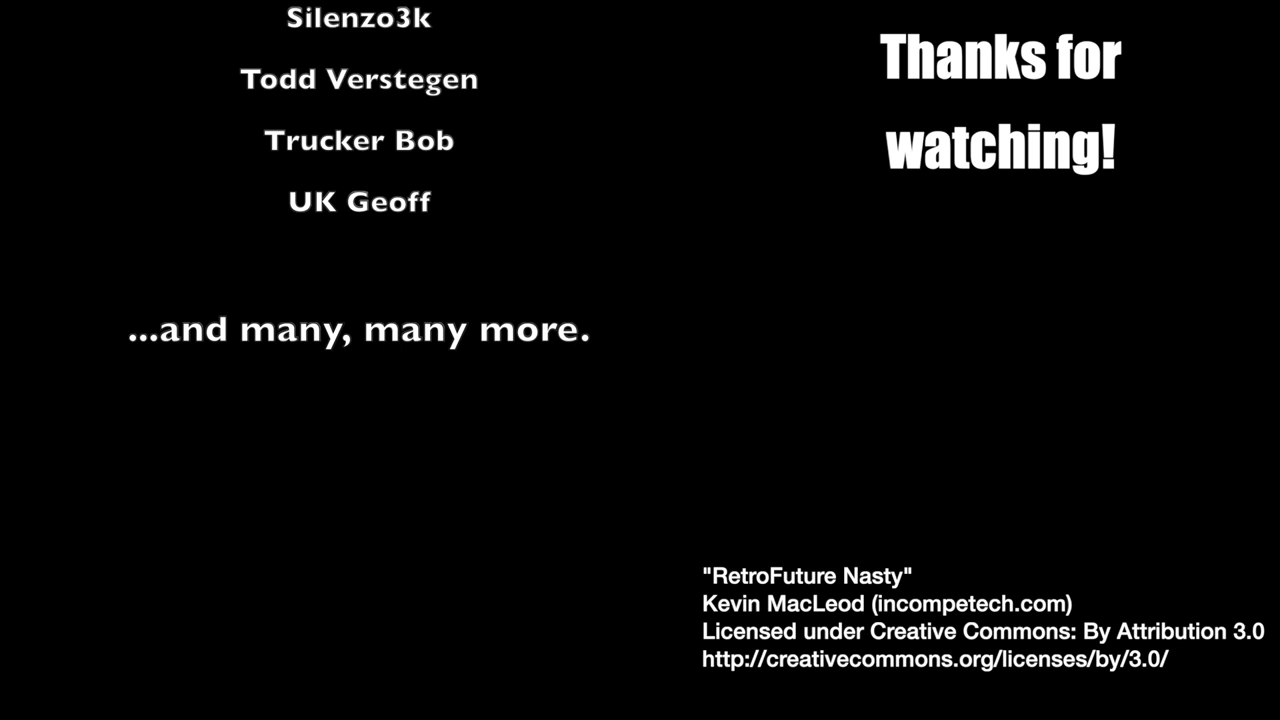 Silenzo3k
Todd Verstegen
Trucker Bob
UK Geoff
...and many, many more.
Thanks for
watching!
"RetroFuture Nasty"
Kevin MacLeod (incompetech.com)
Licensed under Creative Commons: By Attribution 3.0
http://creativecommons.org/licenses/by/3.0/